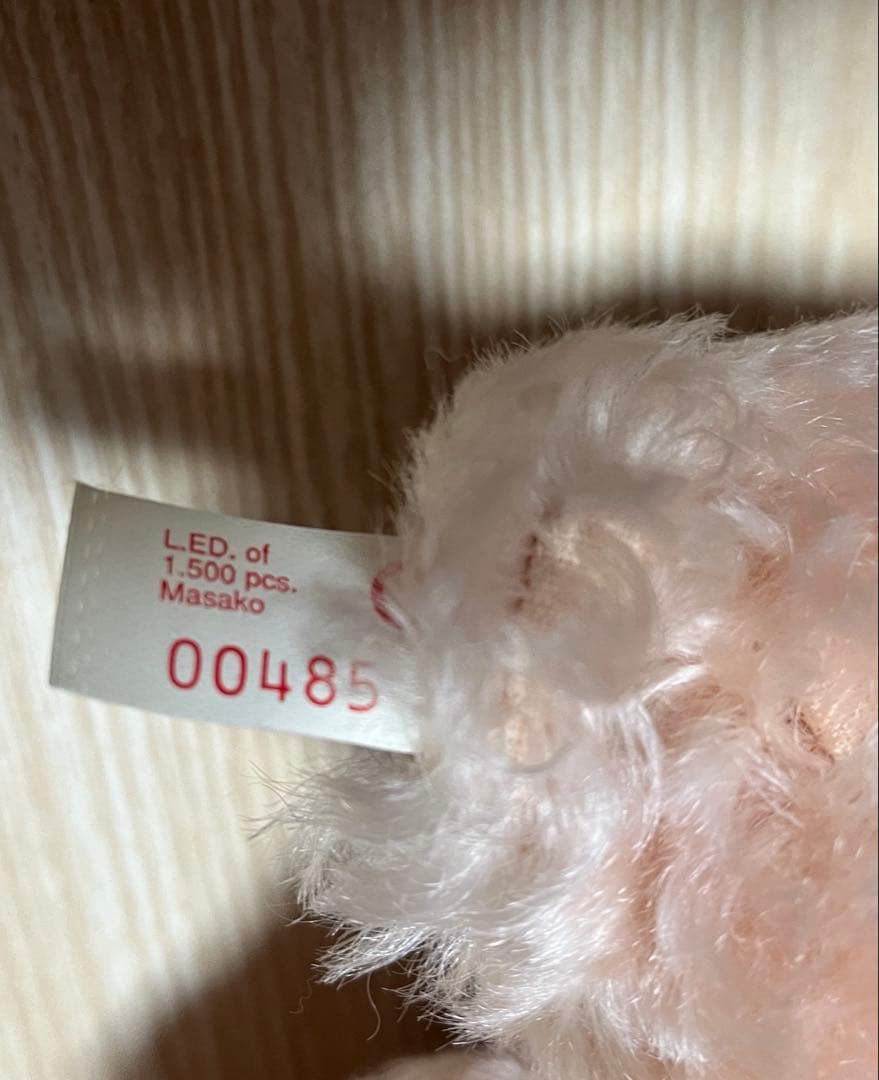 L.ED. of
1.500 pcs.
Masako
00485